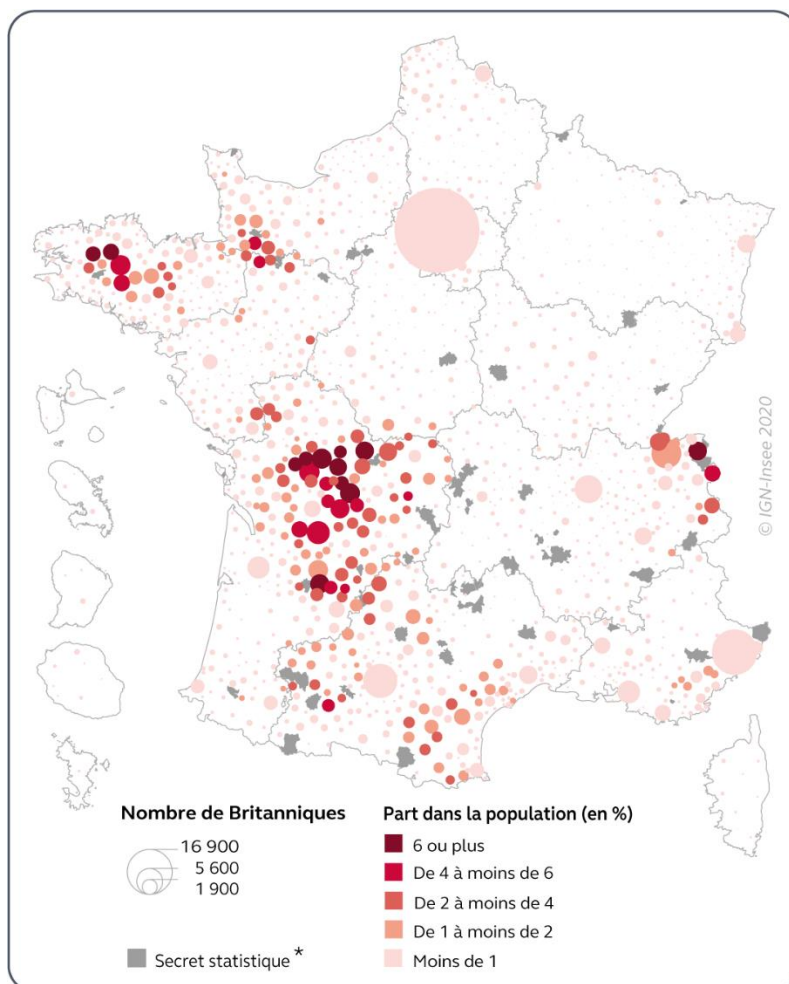 © IGN-Insee 2020
Nombre de Britanniques
16 900
5 600
1 900
Secret statistique *
Part dans la population (en %)
6 ou plus
De 4 à moins de 6
De 2 à moins de 4
De 1 à moins de 2
Moins de 1